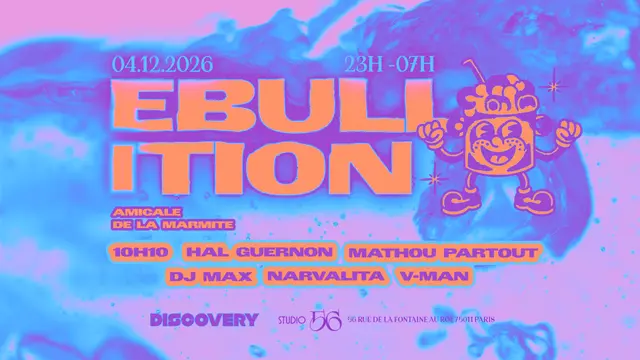 04.12.2026 23H -07H
EBULL
ITION
AMICALE
DE LA MARMITE
10H10 HAL GUERNON MATHOU PARTOUT
DJ MAX NARVALITA V-MAN
DISCOVERY STUDIO 56 56 RUE DE LA FONTAINE AU ROI, 75011 PARIS